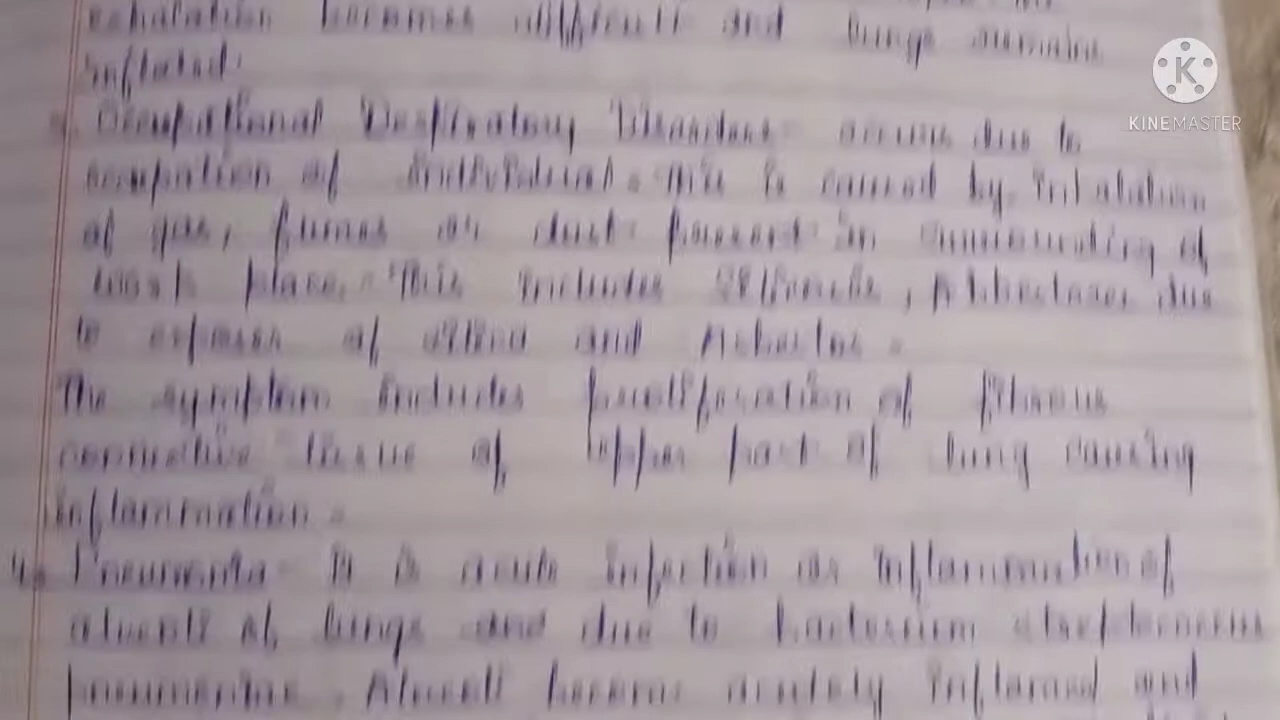 exhalation becomes difficult and lungs remains
inflated.
Occupational Respiratory Disorders - occurs due to
occupation of individual. This is caused by inhalation
of gas, fumes or dust present in surrounding of
work place. This includes Silicosis, Asbestoses due
to exposer of silica and Asbestos.
The symptom includes proliferation of fibrous
connective tissue of upper part of lung causing
inflammation.
4. Pneumonia - It is acute infection or inflammation of
alveoli of lungs and due to bacterium streptococcus
pneumoniae. Alveoli become acutely inflamed and
K
KINEMASTER